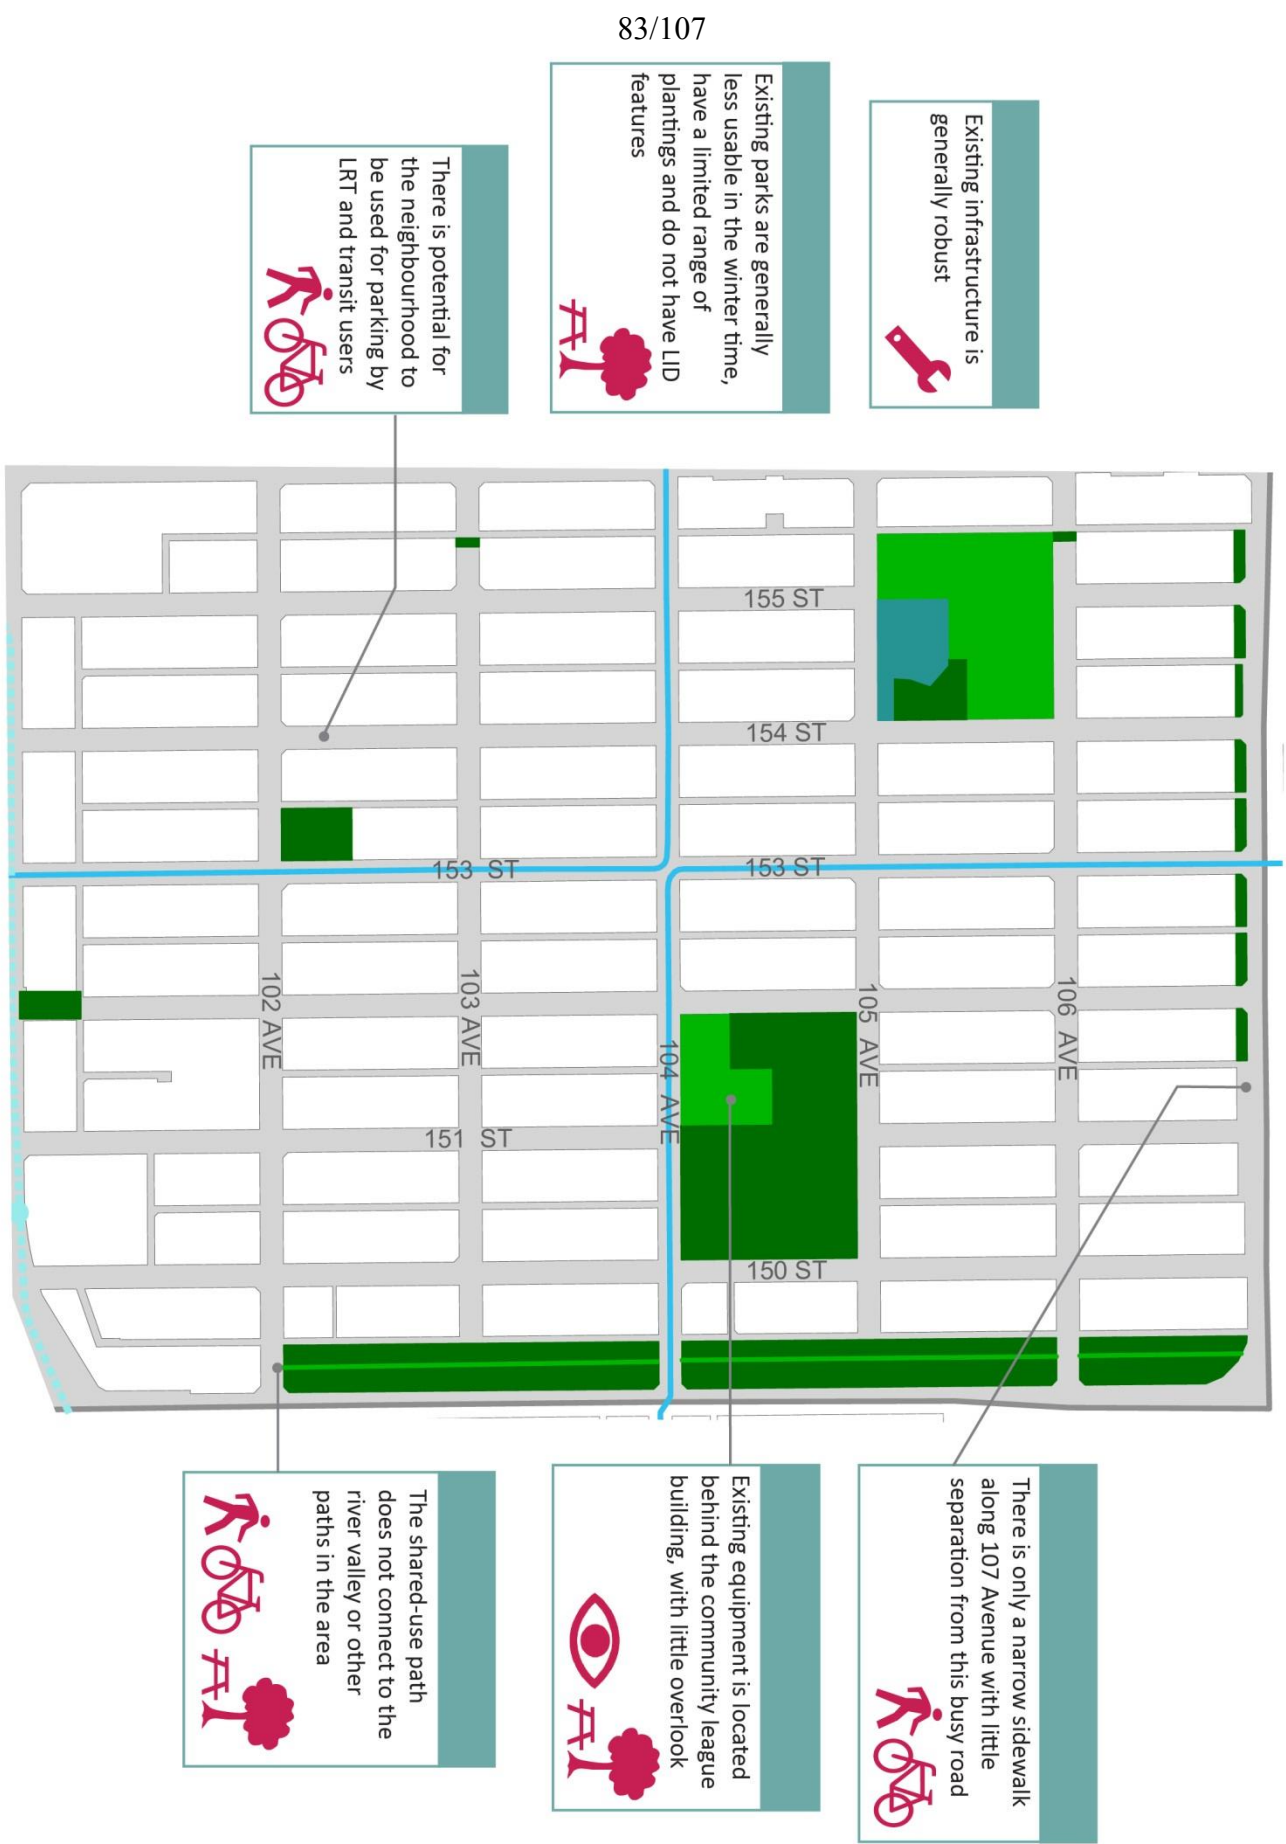 83/107
Existing infrastructure is
generally robust
Existing parks are generally
less usable in the winter time,
have a limited range of
plantings and do not have LID
features
There is potential for
the neighbourhood to
be used for parking by
LRT and transit users
155 ST
154 ST
153 ST
153 ST
151 ST
150 ST
102 AVE
103 AVE
104 AVE
105 AVE
106 AVE
There is only a narrow sidewalk
along 107 Avenue with little
separation from this busy road
Existing equipment is located
behind the community league
building, with little overlook
The shared-use path
does not connect to the
river valley or other
paths in the area